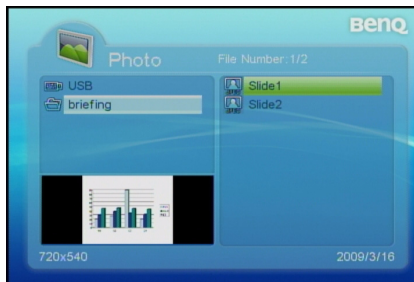 BenQ
Photo
File Number:1/2
USB
briefing
Slide1
Slide2
720x540
2009/3/16